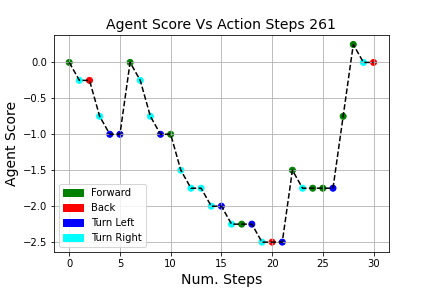 Agent Score Vs Action Steps 261
Agent Score
0.0
−0.5
−1.0
−1.5
−2.0
−2.5
Forward
Back
Turn Left
Turn Right
0 5 10 15 20 25 30
Num. Steps